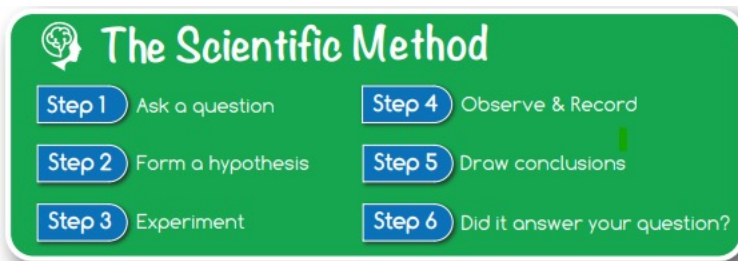 The Scientific Method
Step 1 Ask a question
Step 2 Form a hypothesis
Step 3 Experiment
Step 4 Observe & Record
Step 5 Draw conclusions
Step 6 Did it answer your question?